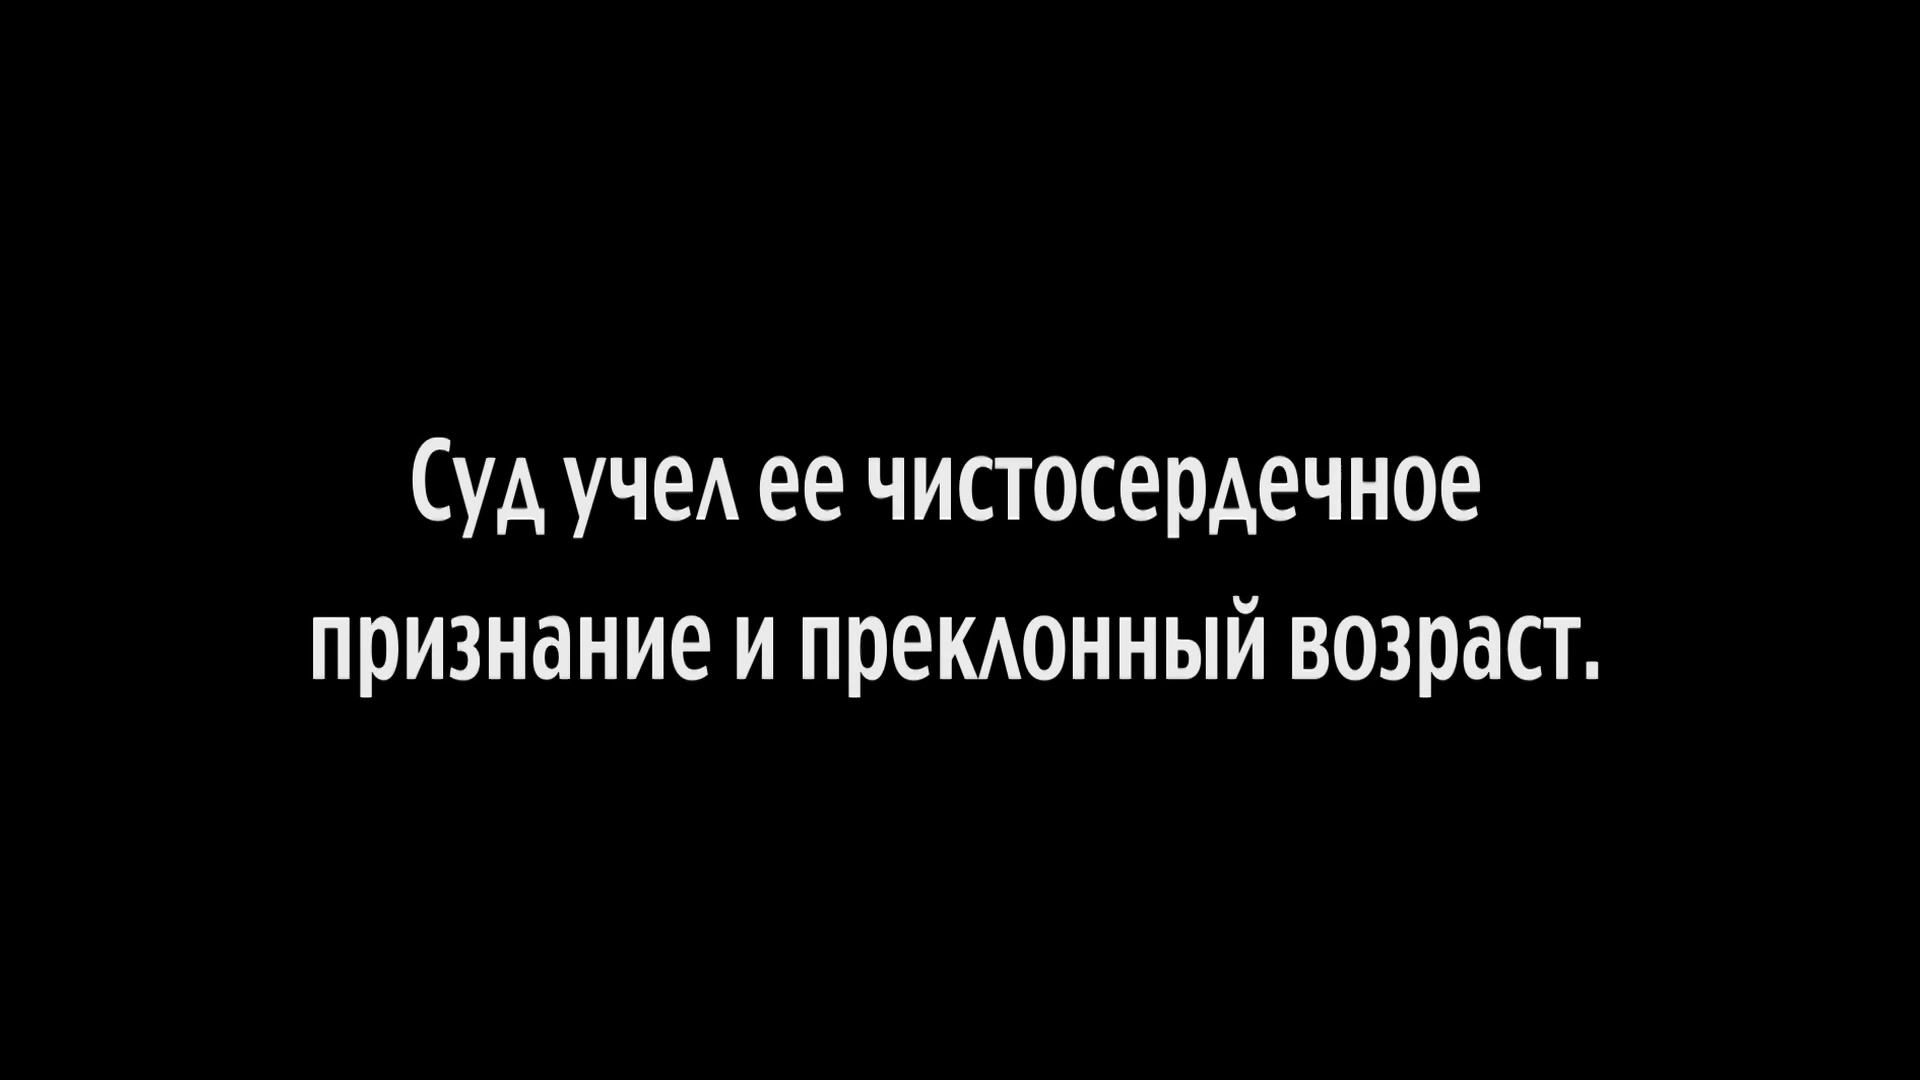 Суд учел ее чистосердечное
признание и преклонный возраст.